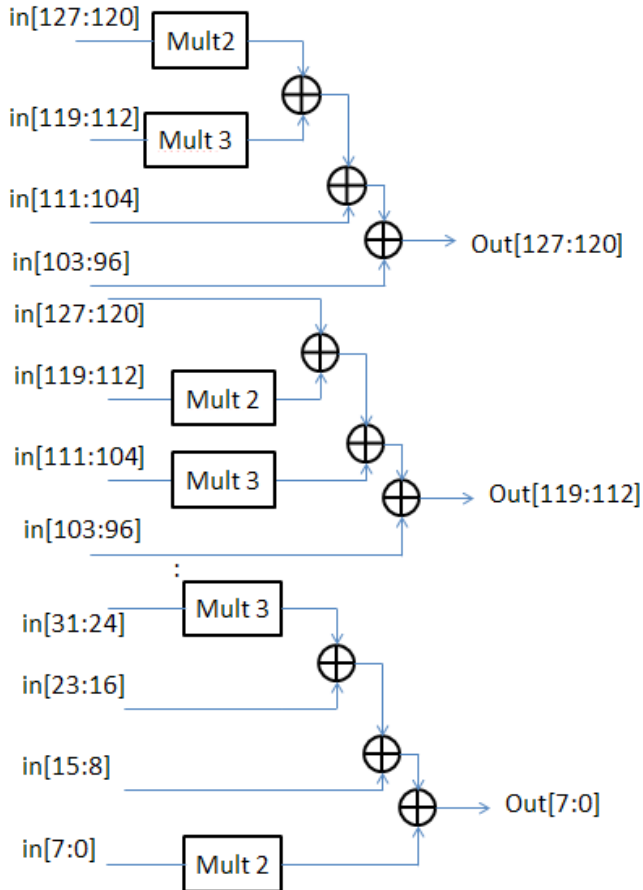 in[127:120]
Mult2
in[119:112]
Mult 3
in[111:104]
in[103:96]
Out[127:120]
in[127:120]
in[119:112]
Mult 2
in[111:104]
Mult 3
in[103:96]
Out[119:112]
:
Mult 3
in[31:24]
in[23:16]
in[15:8]
Out[7:0]
in[7:0]
Mult 2